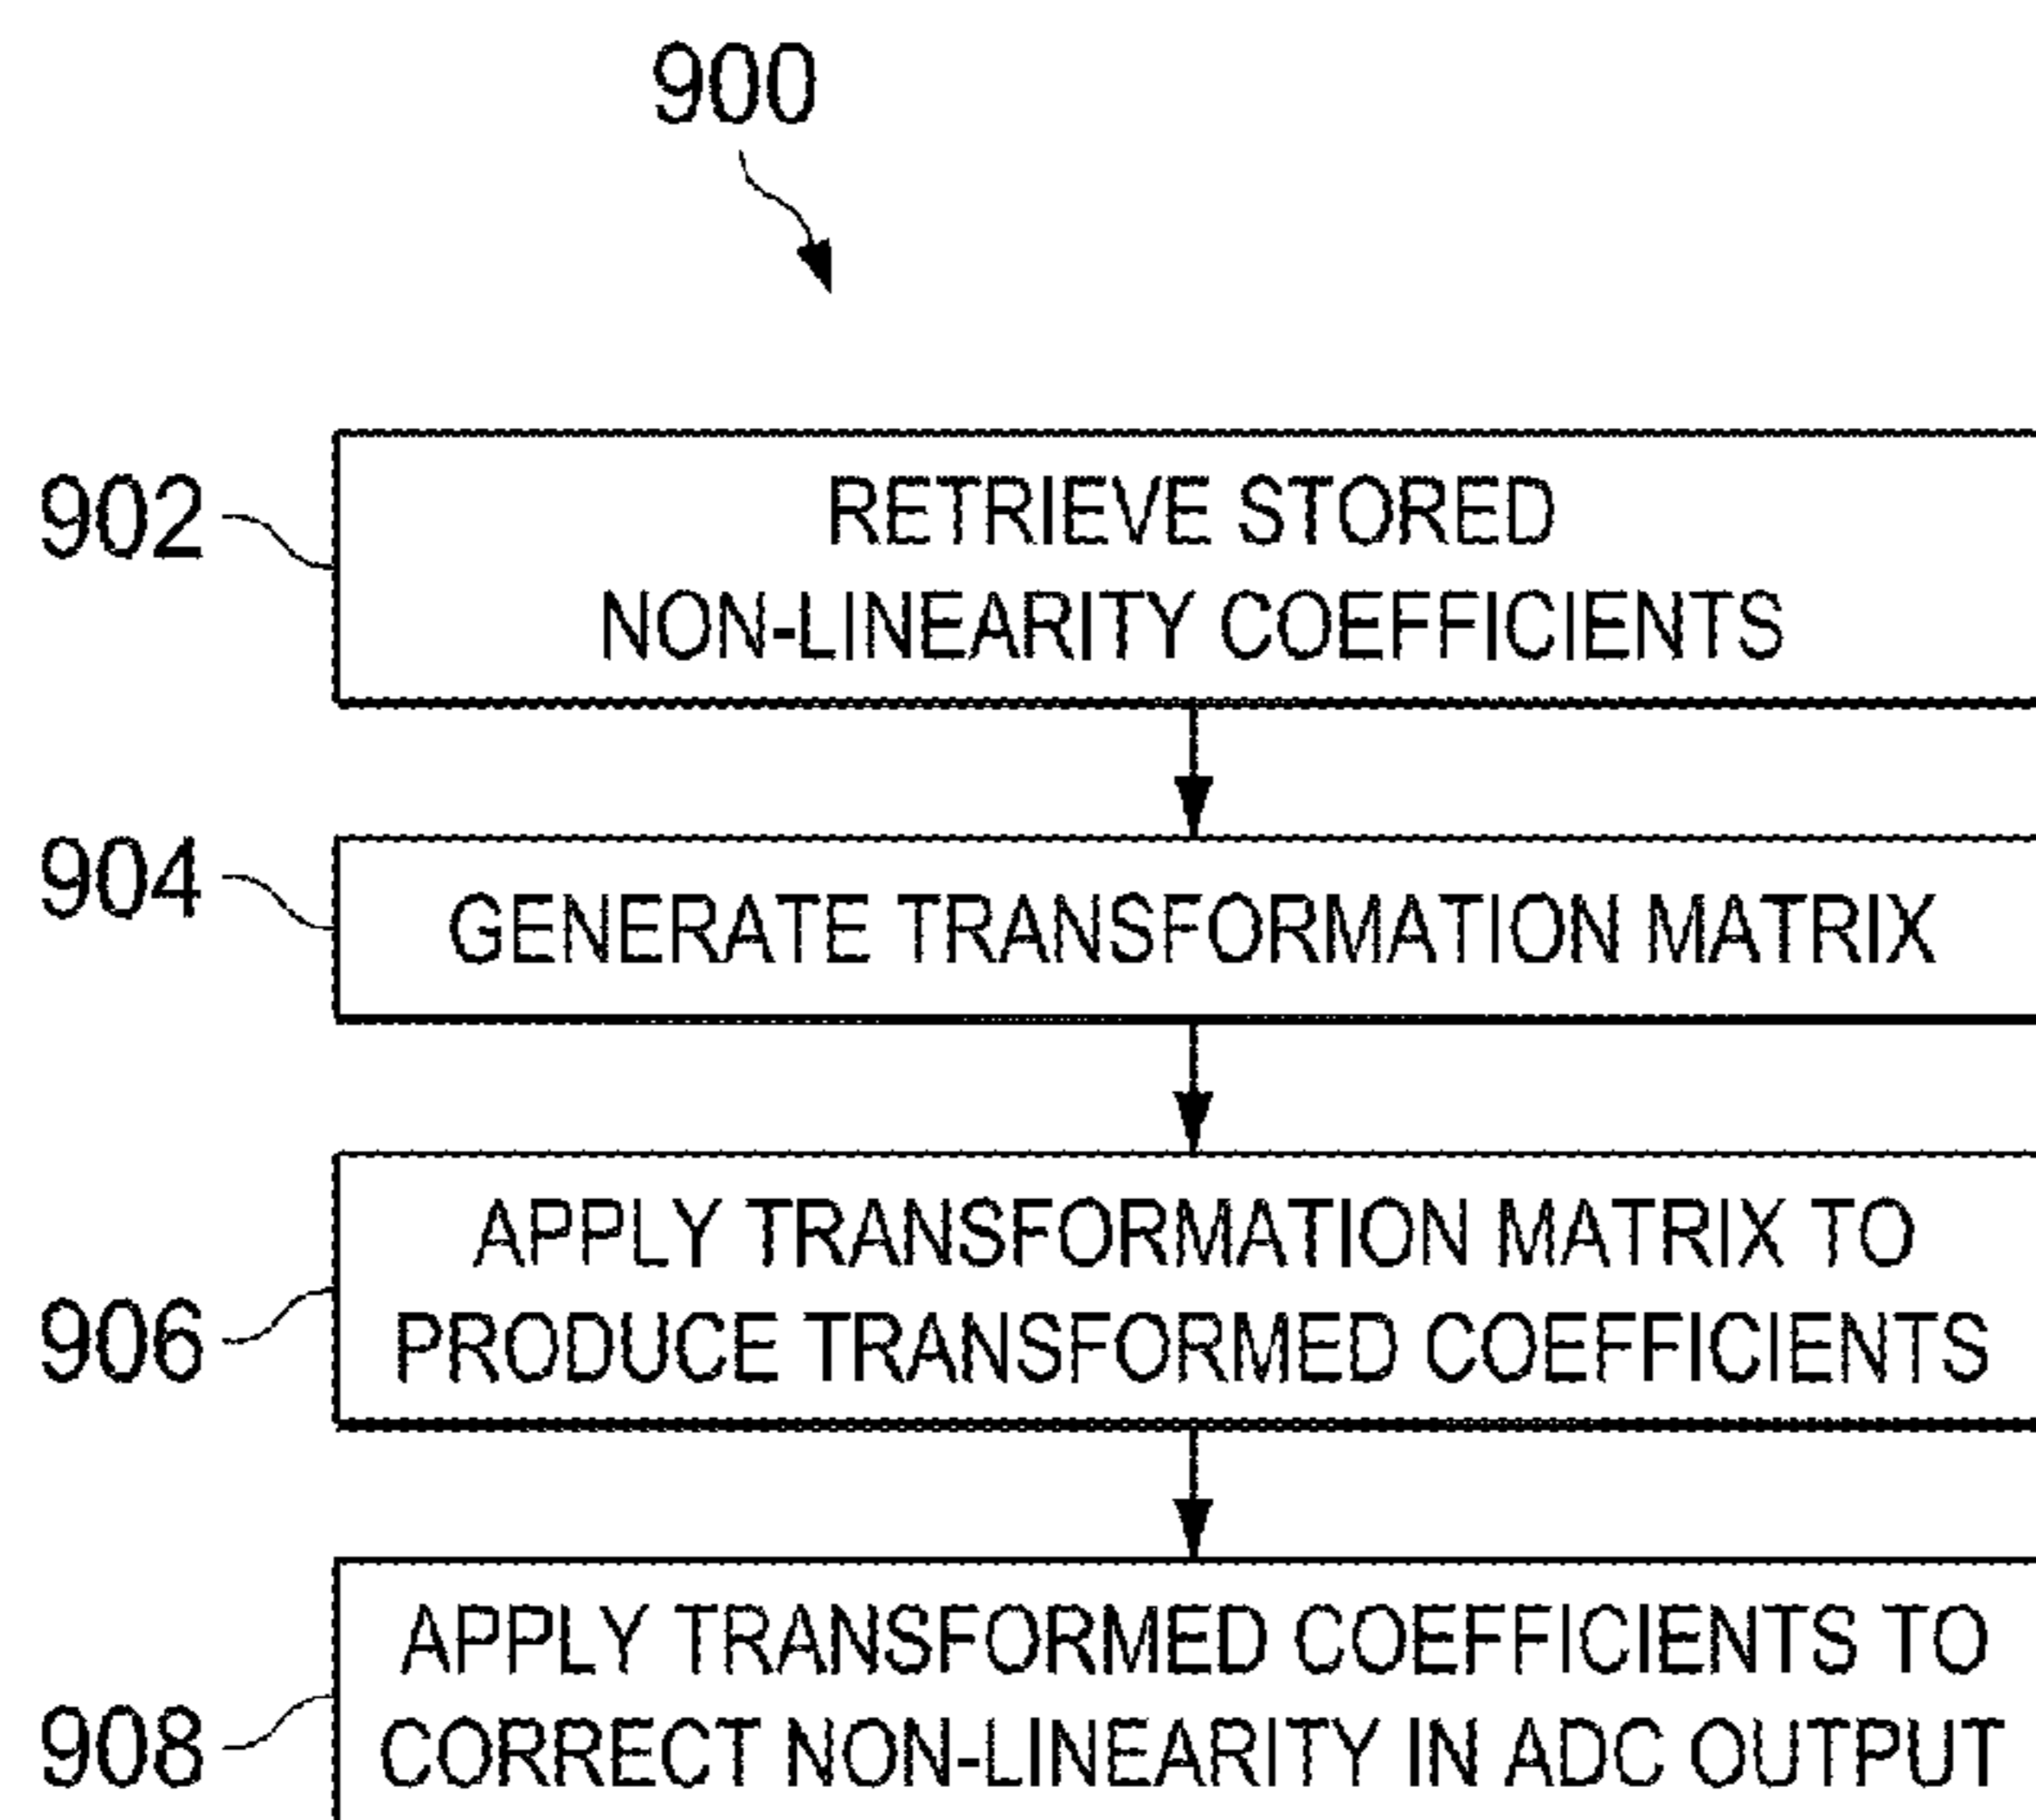 900
902
RETRIEVE STORED
NON-LINEARITY COEFFICIENTS
904
GENERATE TRANSFORMATION MATRIX
906
APPLY TRANSFORMATION MATRIX TO
PRODUCE TRANSFORMED COEFFICIENTS
908
APPLY TRANSFORMED COEFFICIENTS TO
CORRECT NON-LINEARITY IN ADC OUTPUT